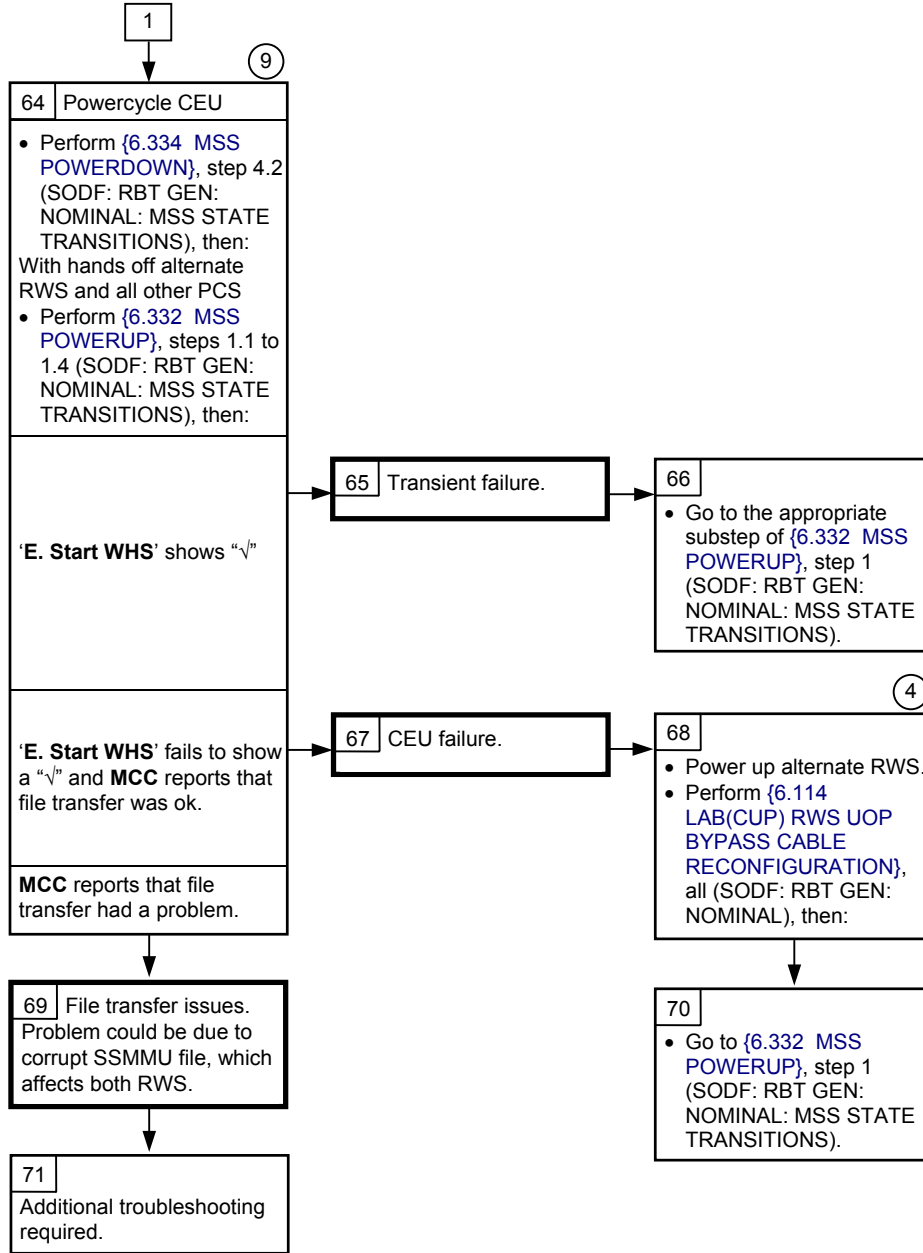 1
9
64 Powercycle CEU
• Perform {6.334 MSS
POWERDOWN}, step 4.2
(SODF: RBT GEN:
NOMINAL: MSS STATE
TRANSITIONS), then:
With hands off alternate
RWS and all other PCS
• Perform {6.332 MSS
POWERUP}, steps 1.1 to
1.4 (SODF: RBT GEN:
NOMINAL: MSS STATE
TRANSITIONS), then:
‘E. Start WHS’ shows “√”
65 Transient failure.
66
• Go to the appropriate
substep of {6.332 MSS
POWERUP}, step 1
(SODF: RBT GEN:
NOMINAL: MSS STATE
TRANSITIONS).
‘E. Start WHS’ fails to show
a “√” and MCC reports that
file transfer was ok.
67 CEU failure.
4
68
• Power up alternate RWS.
• Perform {6.114
LAB(CUP) RWS UOP
BYPASS CABLE
RECONFIGURATION},
all (SODF: RBT GEN:
NOMINAL), then:
MCC reports that file
transfer had a problem.
69 File transfer issues.
Problem could be due to
corrupt SSMMU file, which
affects both RWS.
70
• Go to {6.332 MSS
POWERUP}, step 1
(SODF: RBT GEN:
NOMINAL: MSS STATE
TRANSITIONS).
71
Additional troubleshooting
required.